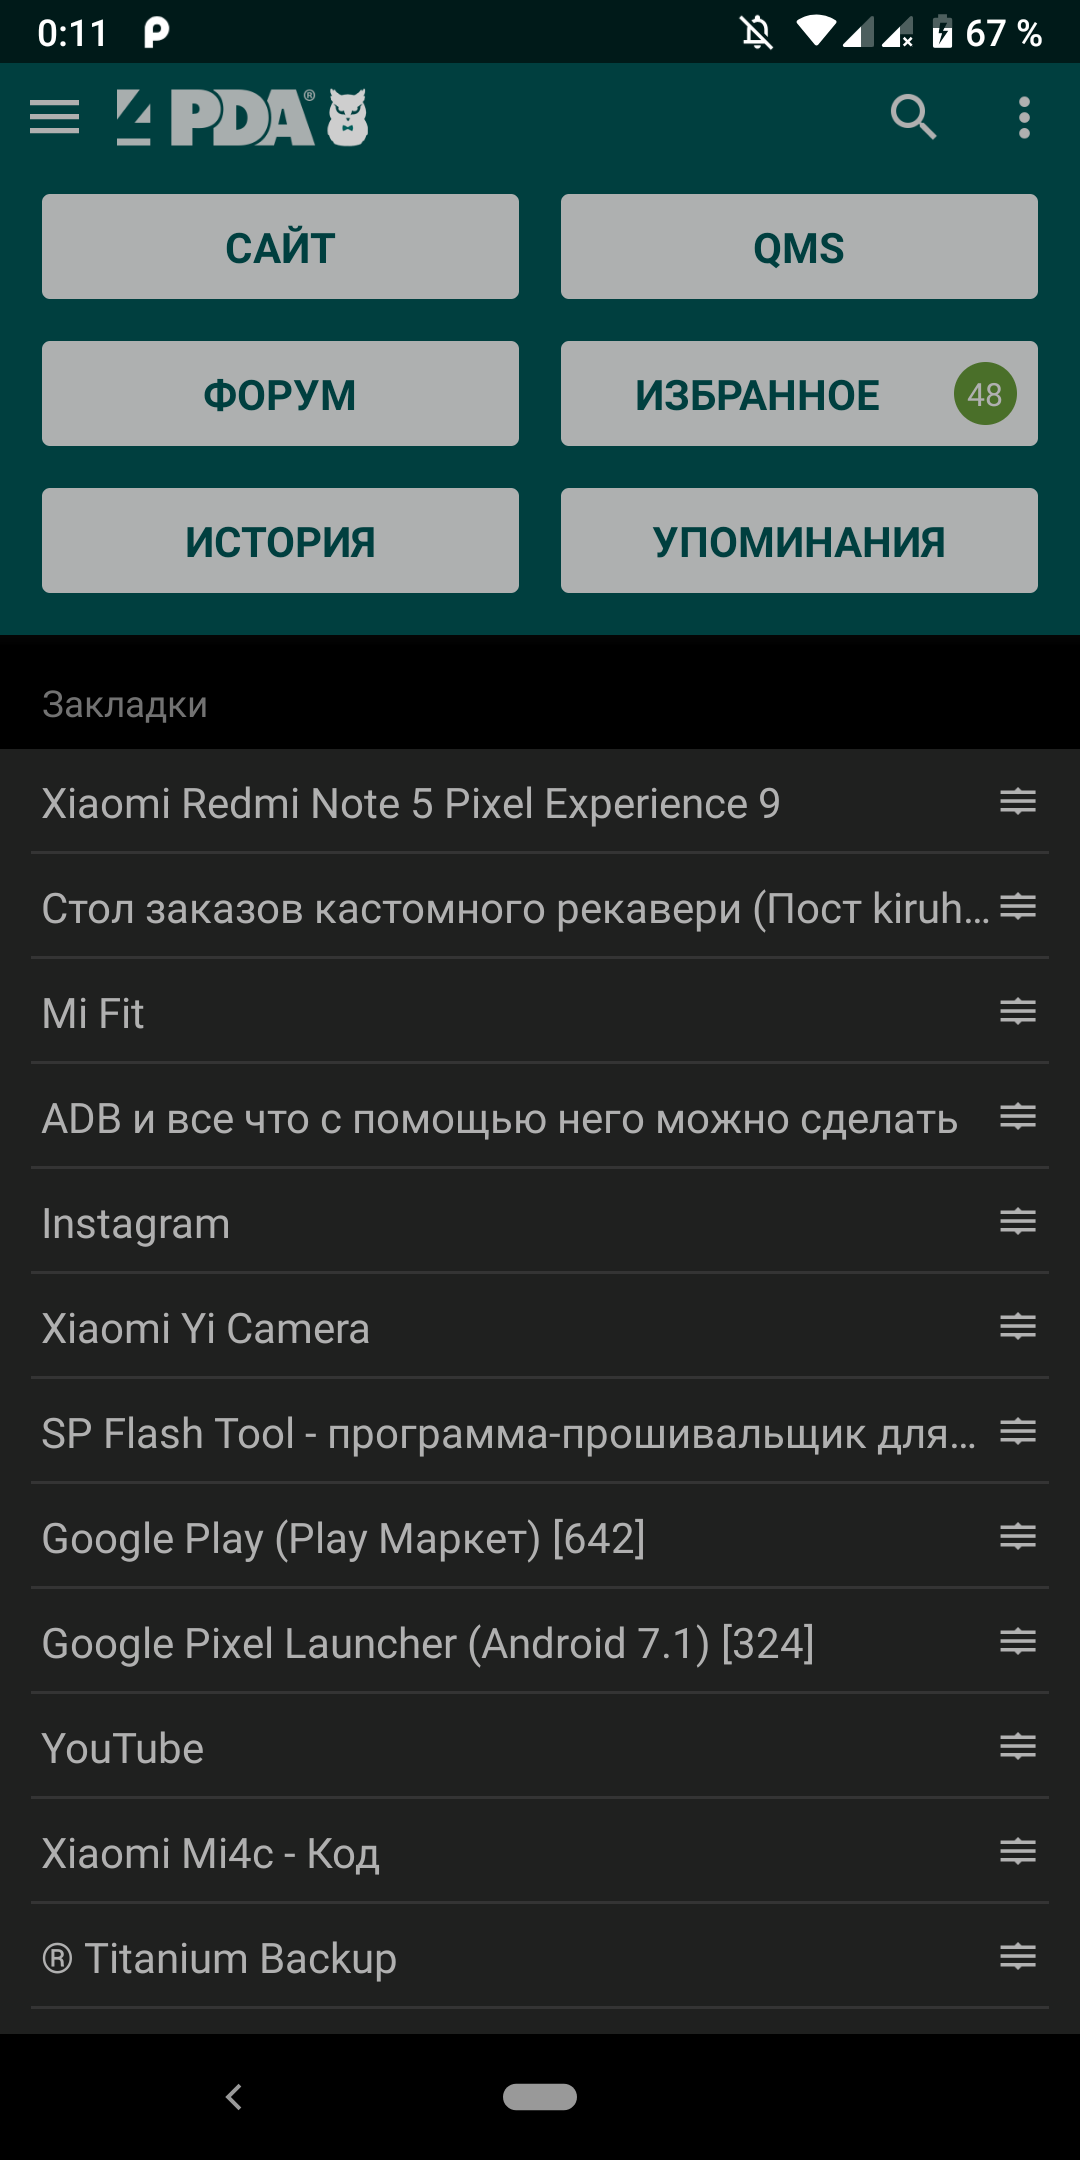 0:11 67 %
4PDA®
САЙТ QMS
ФОРУМ ИЗБРАННОЕ 48
ИСТОРИЯ УПОМИНАНИЯ
Закладки
Xiaomi Redmi Note 5 Pixel Experience 9
Стол заказов кастомного рекавери (Пост kiruh...
Mi Fit
ADB и все что с помощью него можно сделать
Instagram
Xiaomi Yi Camera
SP Flash Tool - программа-прошивальщик для...
Google Play (Play Маркет) [642]
Google Pixel Launcher (Android 7.1) [324]
YouTube
Xiaomi Mi4c - Код
® Titanium Backup